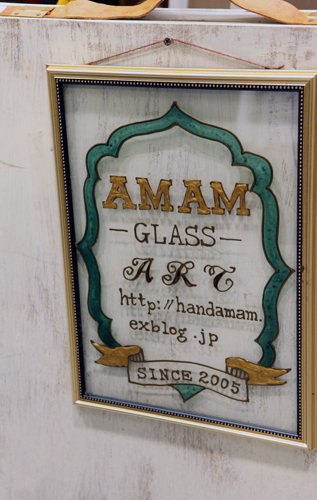 AMAM
-GLASS-
ART
http://handamam.
exblog.jp
SINCE 2005